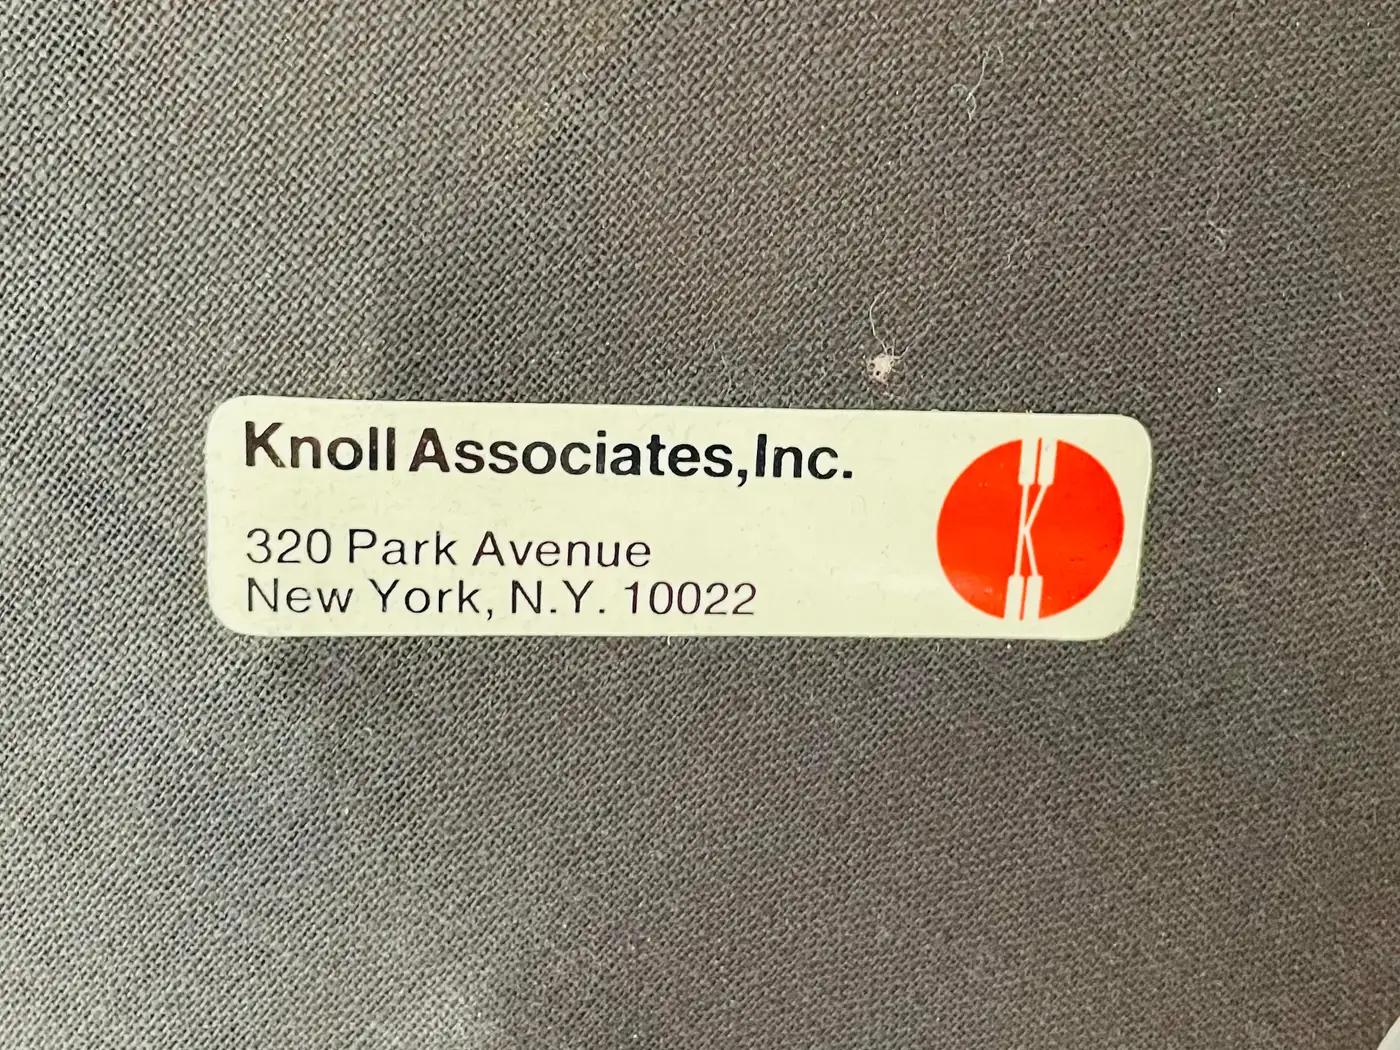 Knoll Associates, Inc.
320 Park Avenue
New York, N.Y. 10022
K